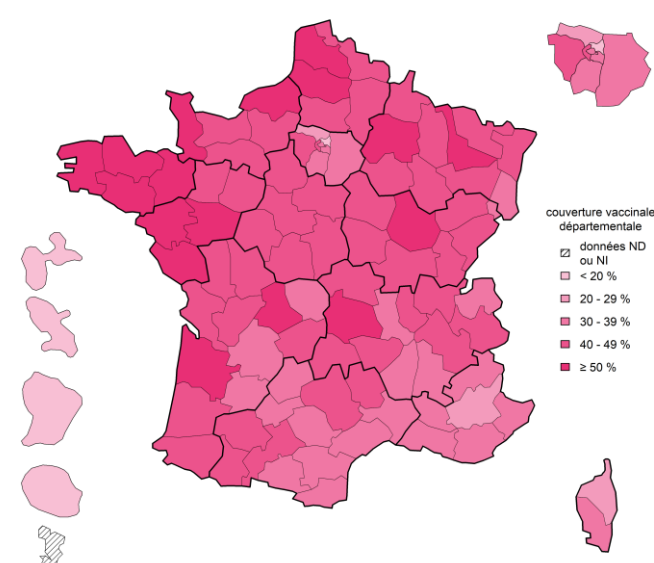 couverture vaccinale
départementale
données ND
ou NI
< 20 %
20 - 29 %
30 - 39 %
40 - 49 %
≥ 50 %